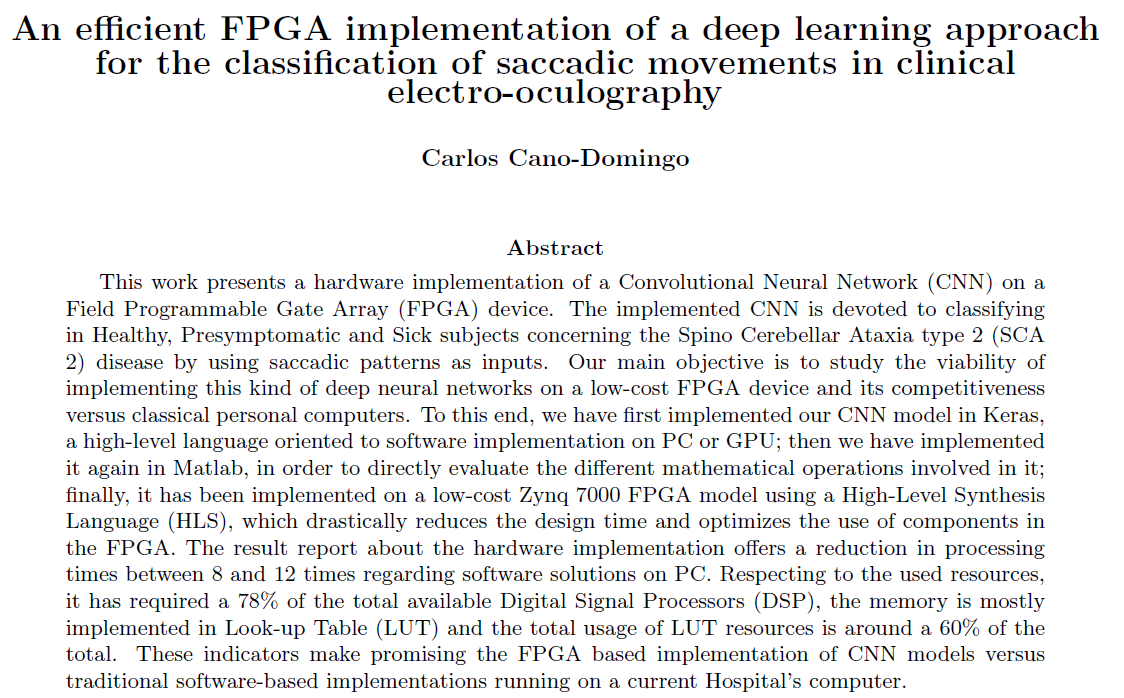 An efficient FPGA implementation of a deep learning approach
for the classification of saccadic movements in clinical
electro-oculography
Carlos Cano-Domingo
Abstract
This work presents a hardware implementation of a Convolutional Neural Network (CNN) on a
Field Programmable Gate Array (FPGA) device. The implemented CNN is devoted to classifying
in Healthy, Presymptomatic and Sick subjects concerning the Spino Cerebellar Ataxia type 2 (SCA
2) disease by using saccadic patterns as inputs. Our main objective is to study the viability of
implementing this kind of deep neural networks on a low-cost FPGA device and its competitiveness
versus classical personal computers. To this end, we have first implemented our CNN model in Keras,
a high-level language oriented to software implementation on PC or GPU; then we have implemented
it again in Matlab, in order to directly evaluate the different mathematical operations involved in it;
finally, it has been implemented on a low-cost Zynq 7000 FPGA model using a High-Level Synthesis
Language (HLS), which drastically reduces the design time and optimizes the use of components in
the FPGA. The result report about the hardware implementation offers a reduction in processing
times between 8 and 12 times regarding software solutions on PC. Respecting to the used resources,
it has required a 78% of the total available Digital Signal Processors (DSP), the memory is mostly
implemented in Look-up Table (LUT) and the total usage of LUT resources is around a 60% of the
total. These indicators make promising the FPGA based implementation of CNN models versus
traditional software-based implementations running on a current Hospital's computer.